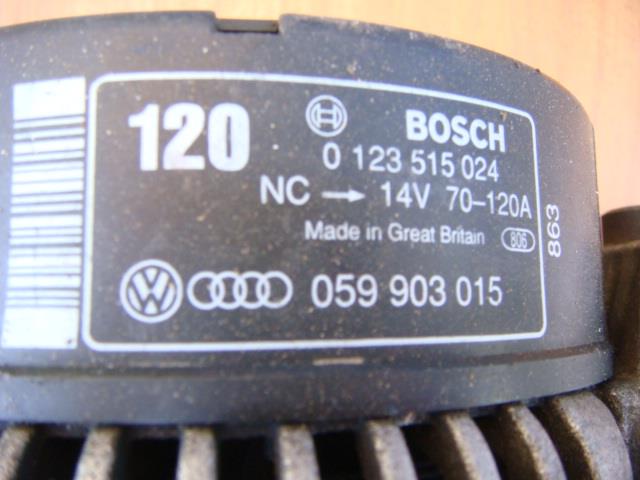 120
BOSCH
0 123 515 024
NC → 14V 70–120A
Made in Great Britain 806
863
VW 059 903 015